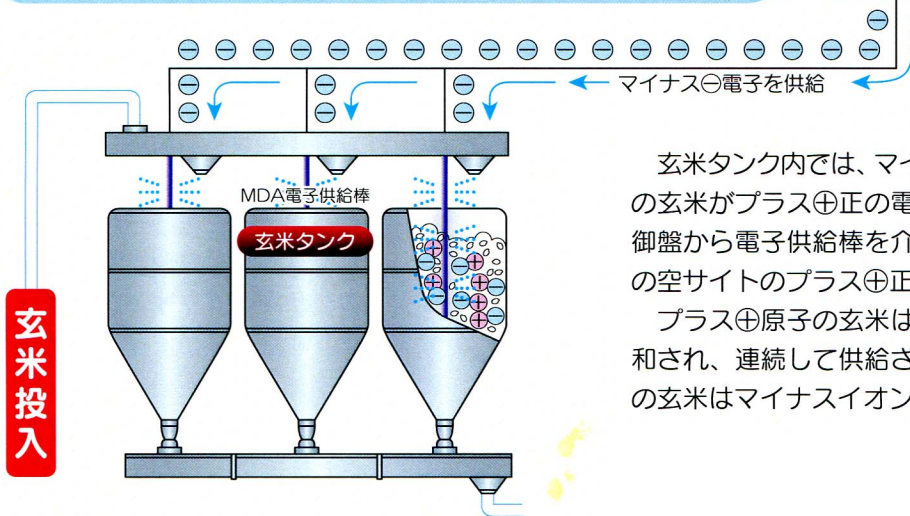 マイナス⊖電子を供給
MDA電子供給棒
玄米タンク
玄米投入
玄米タンク内では、マイ
の玄米がプラス⊕正の電
御盤から電子供給棒を介
の空サイトのプラス⊕正
プラス⊕原子の玄米は
和され、連続して供給さ
の玄米はマイナスイオン